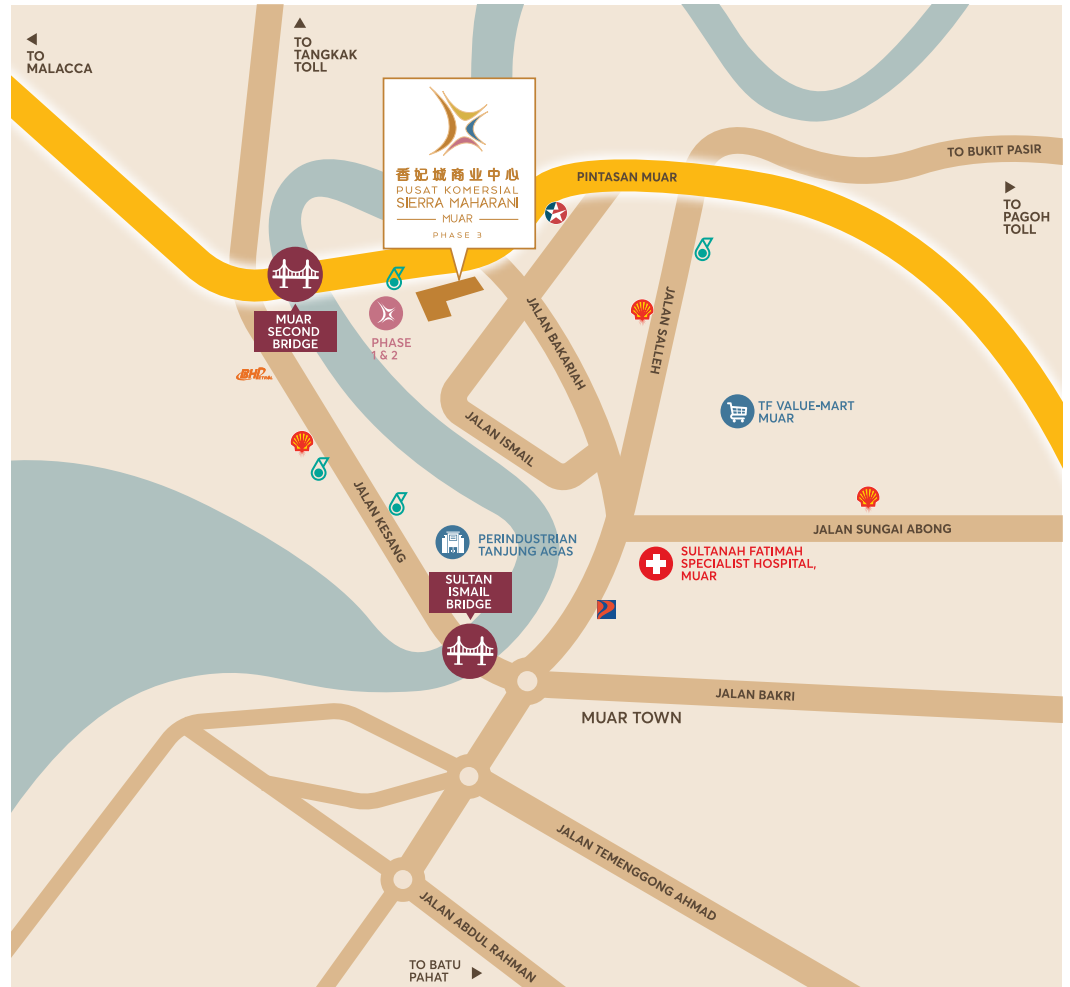 TO
MALACCA
TO
TANGKAK
TOLL
香妃城商业中心
PUSAT KOMERSIAL
SIERRA MAHARANI
MUAR
PHASE 3
TO BUKIT PASIR
PINTASAN MUAR
TO
PAGOH
TOLL
MUAR
SECOND
BRIDGE
PHASE
1 & 2
JALAN BAKARIAH
JALAN SALLEH
BHPetrol
TF VALUE-MART
MUAR
JALAN ISMAIL
JALAN KESANG
JALAN SUNGAI ABONG
PERINDUSTRIAN
TANJUNG AGAS
SULTANAH FATIMAH
SPECIALIST HOSPITAL,
MUAR
SULTAN
ISMAIL
BRIDGE
JALAN BAKRI
MUAR TOWN
JALAN TEMENGGONG AHMAD
JALAN ABDUL RAHMAN
TO BATU
PAHAT